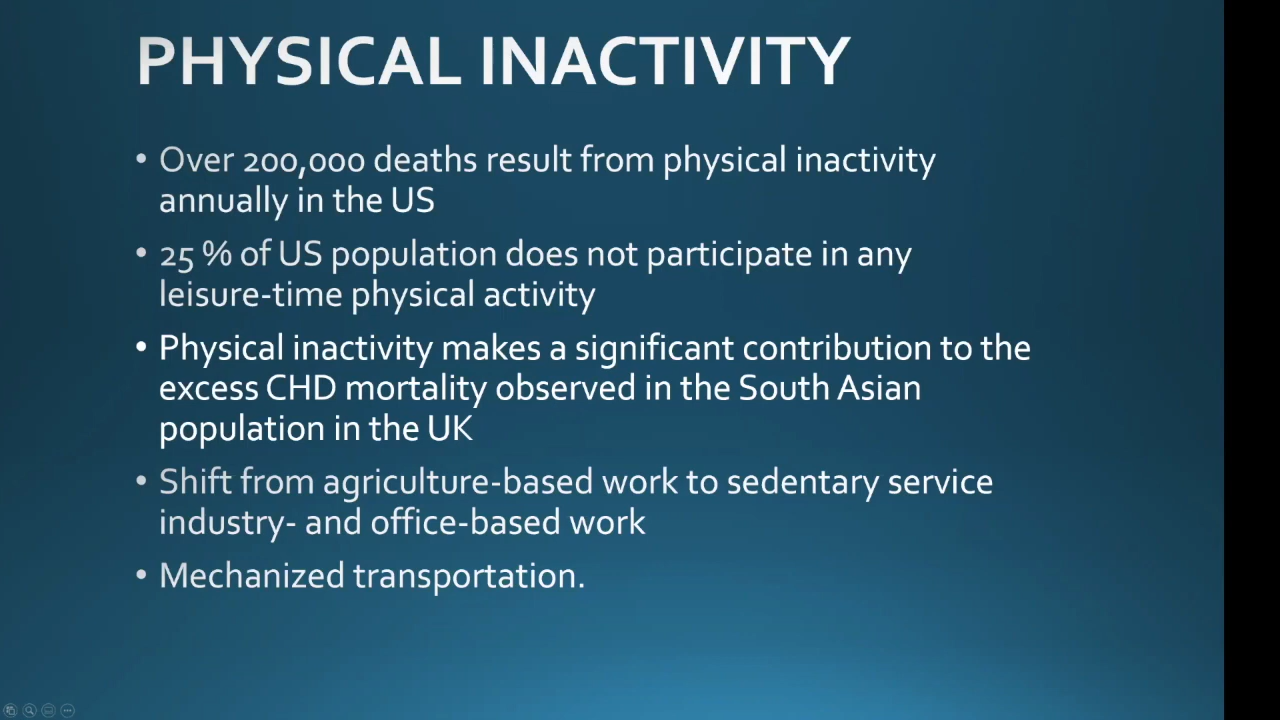 PHYSICAL INACTIVITY
• Over 200,000 deaths result from physical inactivity
annually in the US
• 25 % of US population does not participate in any
leisure-time physical activity
• Physical inactivity makes a significant contribution to the
excess CHD mortality observed in the South Asian
population in the UK
• Shift from agriculture-based work to sedentary service
industry- and office-based work
• Mechanized transportation.